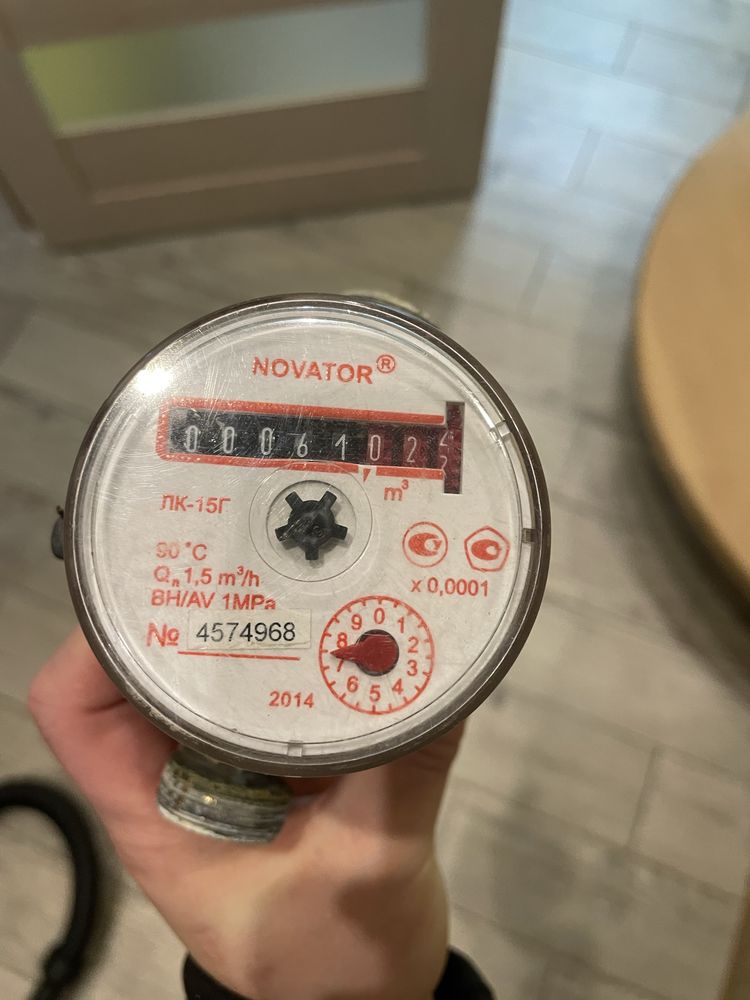 NOVATOR®
0006102
m³
ЛК-15Г
90 °C
Qn 1,5 m³/h
BH/AV 1MPa
x 0,0001
№ 4574968
0 1 2 3 4 5 6 7 8 9
2014